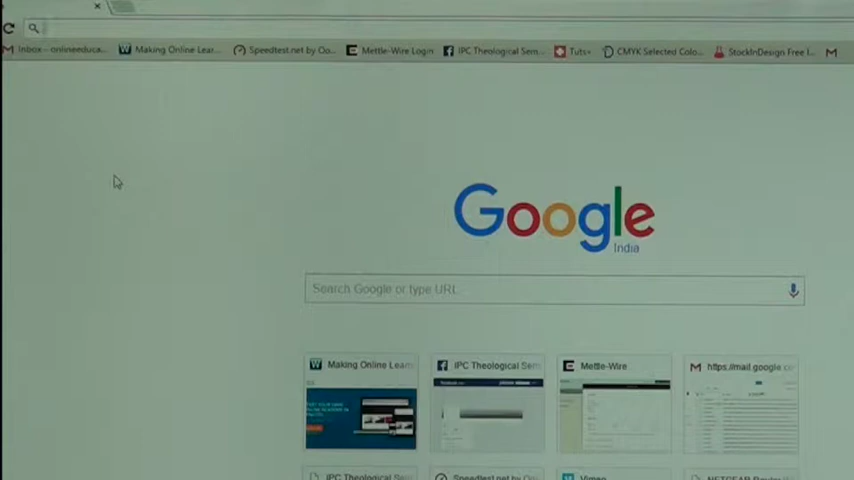 Inbox - onlineeduca... Making Online Lear... Speedtest.net by Oo... Mettle-Wire Login IPC Theological Sem... Tuts+ CMYK Selected Colo... StockInDesign Free I...
Google
India
Search Google or type URL
Making Online Learn IPC Theological Sem Mettle-Wire https://mail.google.co
IPC Theological Sem Speedtest.net by Oo Vimeo